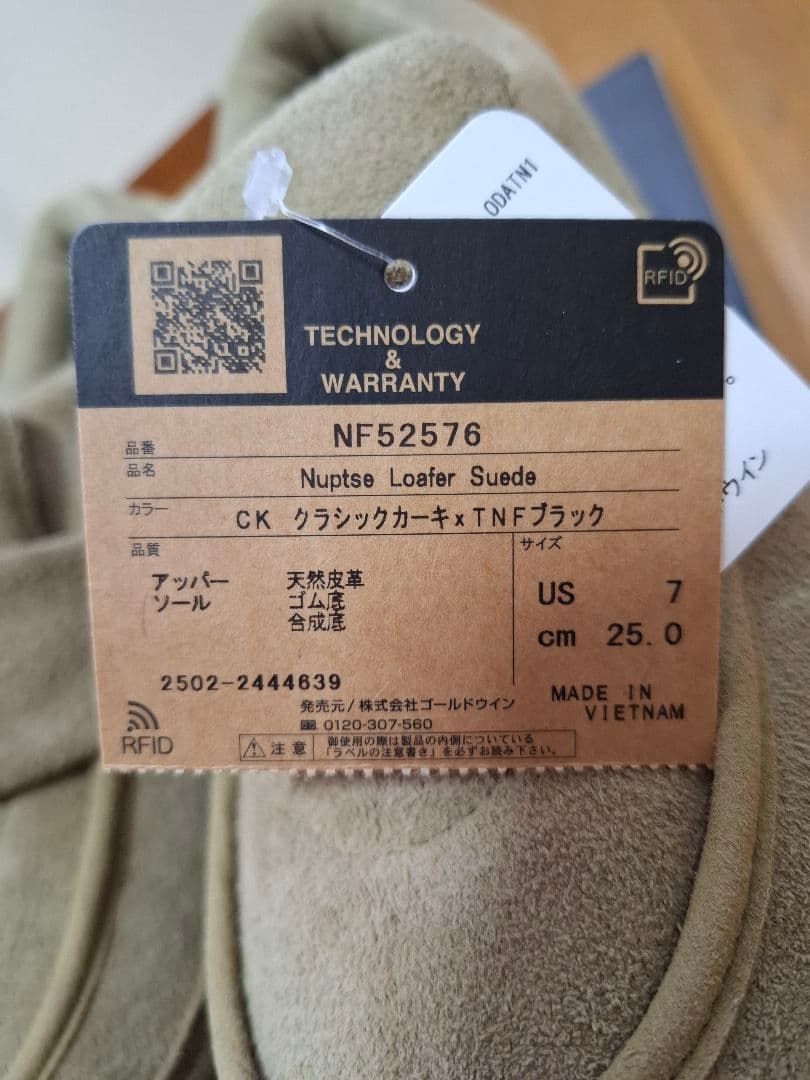 0DATN1
RFID
TECHNOLOGY
&
WARRANTY
品番 NF52576
品名 Nuptse Loafer Suede
カラー CK クラシックカーキxTNFブラック
品質
アッパー 天然皮革
ソール ゴム底
合成底
サイズ
US 7
cm 25.0
2502-2444639
MADE IN
VIETNAM
発売元/株式会社ゴールドウイン
0120-307-560
RFID
注意
御使用の際は製品の内側についている
「ラベルの注意書き」を必ずお読み下さい。
ウイン